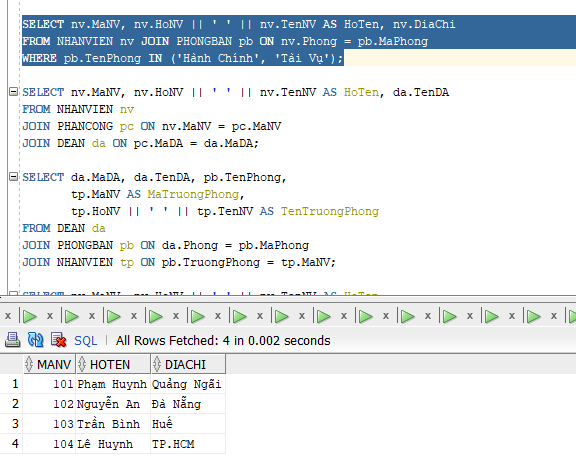 SELECT nv.MaNV, nv.HoNV || ' ' || nv.TenNV AS HoTen, nv.DiaChi
FROM NHANVIEN nv JOIN PHONGBAN pb ON nv.Phong = pb.MaPhong
WHERE pb.TenPhong IN ('Hành Chính', 'Tài Vụ');
SELECT nv.MaNV, nv.HoNV || ' ' || nv.TenNV AS HoTen, da.TenDA
FROM NHANVIEN nv
JOIN PHANCONG pc ON nv.MaNV = pc.MaNV
JOIN DEAN da ON pc.MaDA = da.MaDA;
SELECT da.MaDA, da.TenDA, pb.TenPhong,
tp.MaNV AS MaTruongPhong,
tp.HoNV || ' ' || tp.TenNV AS TenTruongPhong
FROM DEAN da
JOIN PHONGBAN pb ON da.Phong = pb.MaPhong
JOIN NHANVIEN tp ON pb.TruongPhong = tp.MaNV;
SELECT nv.MaNV, nv.HoNV || ' ' || nv.TenNV AS HoTen
SQL | All Rows Fetched: 4 in 0.002 seconds
MANV HOTEN DIACHI
1 101 Phạm Huynh Quảng Ngãi
2 102 Nguyễn An Đà Nẵng
3 103 Trần Bình Huế
4 104 Lê Huynh TP.HCM